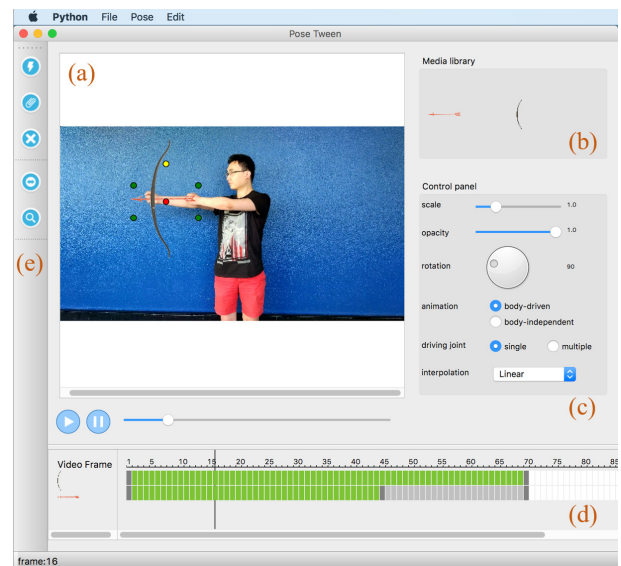 Python File Pose Edit
Pose Tween
(a)
Media library
(b)
Control panel
scale 1.0
opacity 1.0
rotation 90
animation body-driven
body-independent
driving joint single multiple
interpolation Linear
(c)
(e)
Video Frame 1 5 10 15 20 25 30 35 40 45 50 55 60 65 70 75 80 85
(d)
frame:16